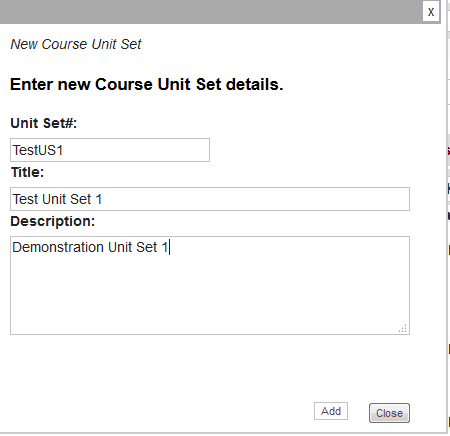 x
New Course Unit Set
Enter new Course Unit Set details.
Unit Set#:
TestUS1
Title:
Test Unit Set 1
Description:
Demonstration Unit Set 1
Add
Close